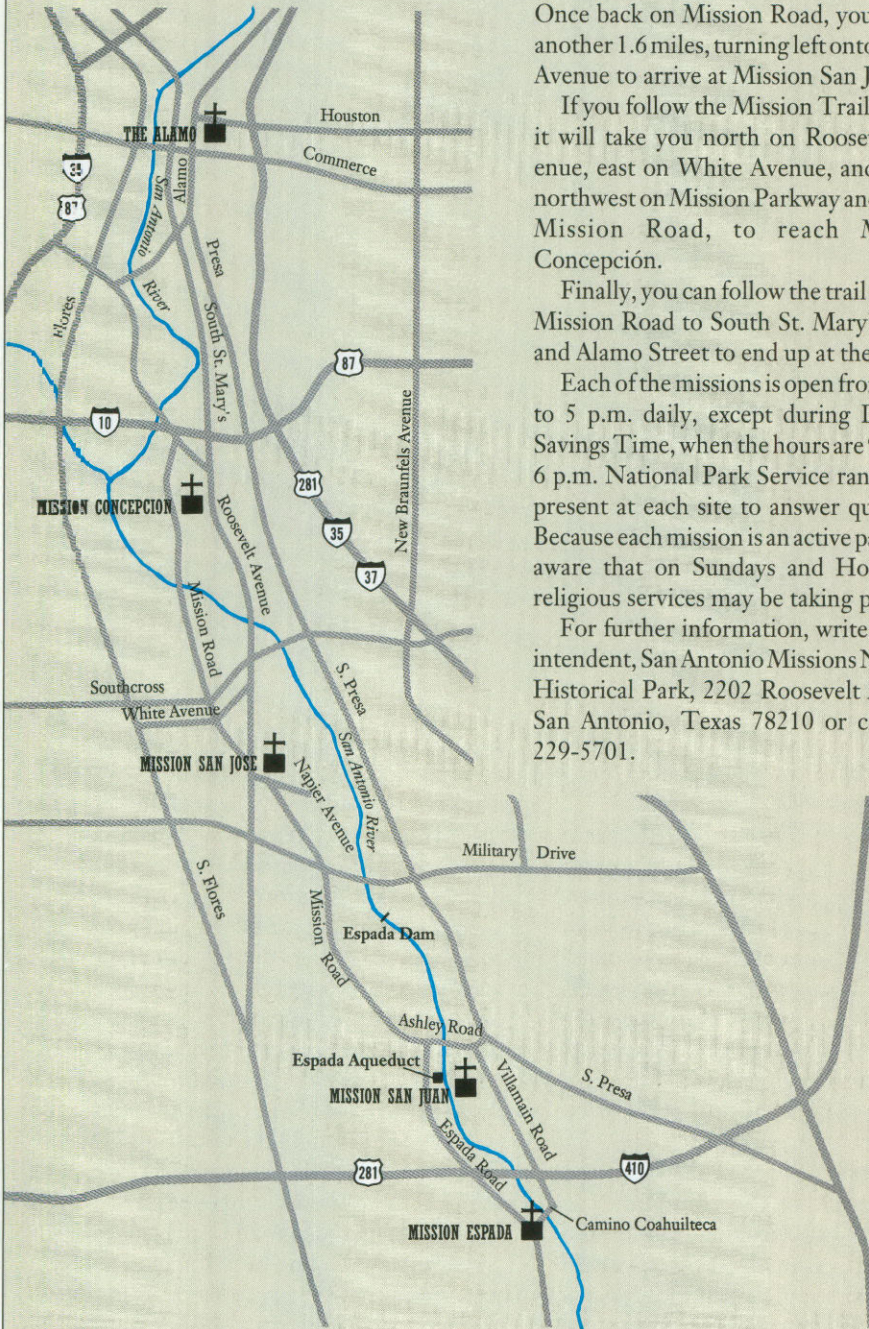 Once back on Mission Road, you
another 1.6 miles, turning left onto
Avenue to arrive at Mission San J
If you follow the Mission Trail
it will take you north on Roosev
enue, east on White Avenue, and
northwest on Mission Parkway and
Mission Road, to reach M
Concepción.
Finally, you can follow the trail
Mission Road to South St. Mary
and Alamo Street to end up at the
Each of the missions is open from
to 5 p.m. daily, except during D
Savings Time, when the hours are 9
6 p.m. National Park Service ran
present at each site to answer qu
Because each mission is an active pa
aware that on Sundays and Ho
religious services may be taking p
For further information, write
intendent, San Antonio Missions N
Historical Park, 2202 Roosevelt A
San Antonio, Texas 78210 or c
229-5701.
Houston
THE ALAMO
Commerce
35
87
San Antonio
Alamo
River
Presa
Flores
South St. Mary's
87
10
New Braunfels Avenue
281
MISSION CONCEPCION
Roosevelt Avenue
35
37
Mission Road
Southcross
White Avenue
S. Presa
MISSION SAN JOSE
Napier Avenue
San Antonio River
Military Drive
S. Flores
Mission Road
Espada Dam
Ashley Road
Espada Aqueduct
MISSION SAN JUAN
Villamain Road
S. Presa
Espada Road
281
410
MISSION ESPADA
Camino Coahuilteca